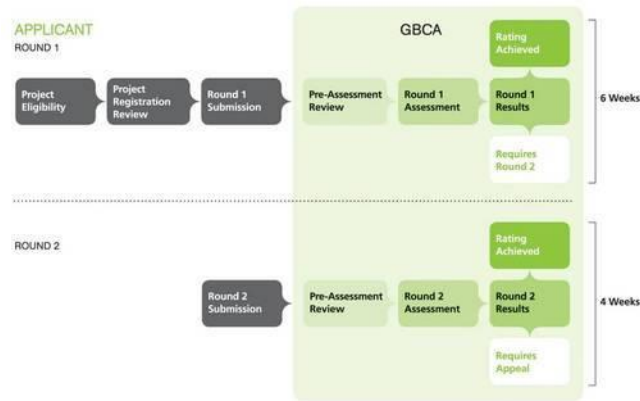 APPLICANT
ROUND 1
GBCA
Rating
Achieved
Project
Eligibility
Project
Registration
Review
Round 1
Submission
Pre-Assessment
Review
Round 1
Assessment
Round 1
Results
6 Weeks
Requires
Round 2
ROUND 2
Rating
Achieved
Round 2
Submission
Pre-Assessment
Review
Round 2
Assessment
Round 2
Results
4 Weeks
Requires
Appeal